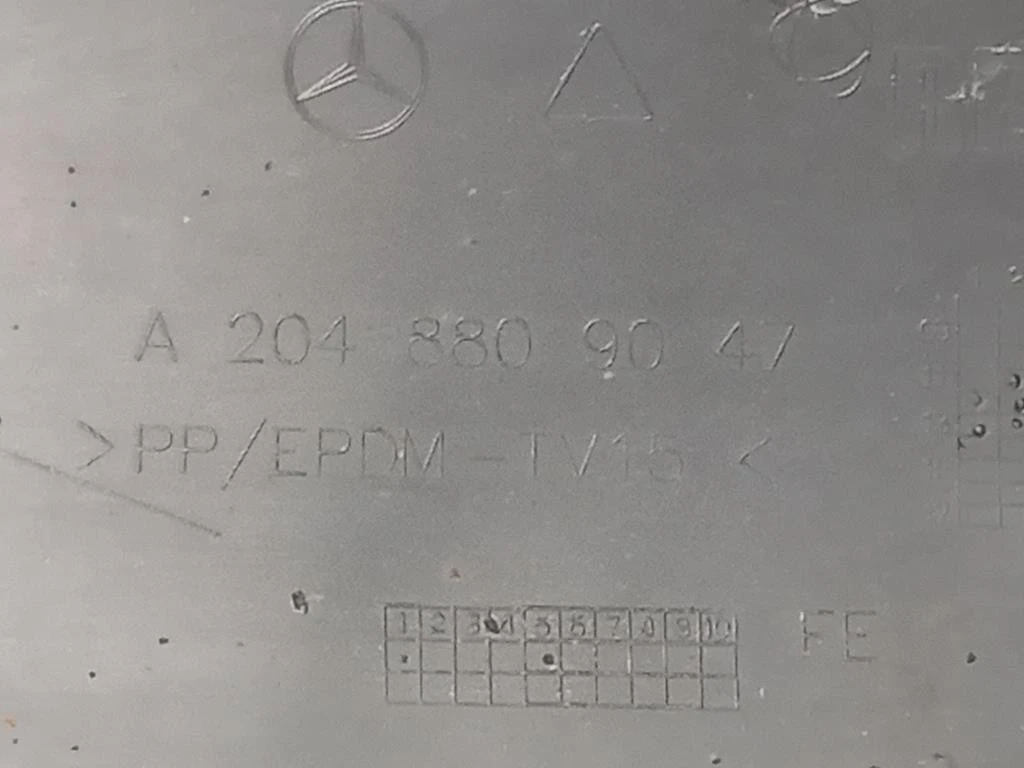 A 204 880 90 47
>PP/EPDM-TV15<
1 2 3 4 5 6 7 8 9 10
FE